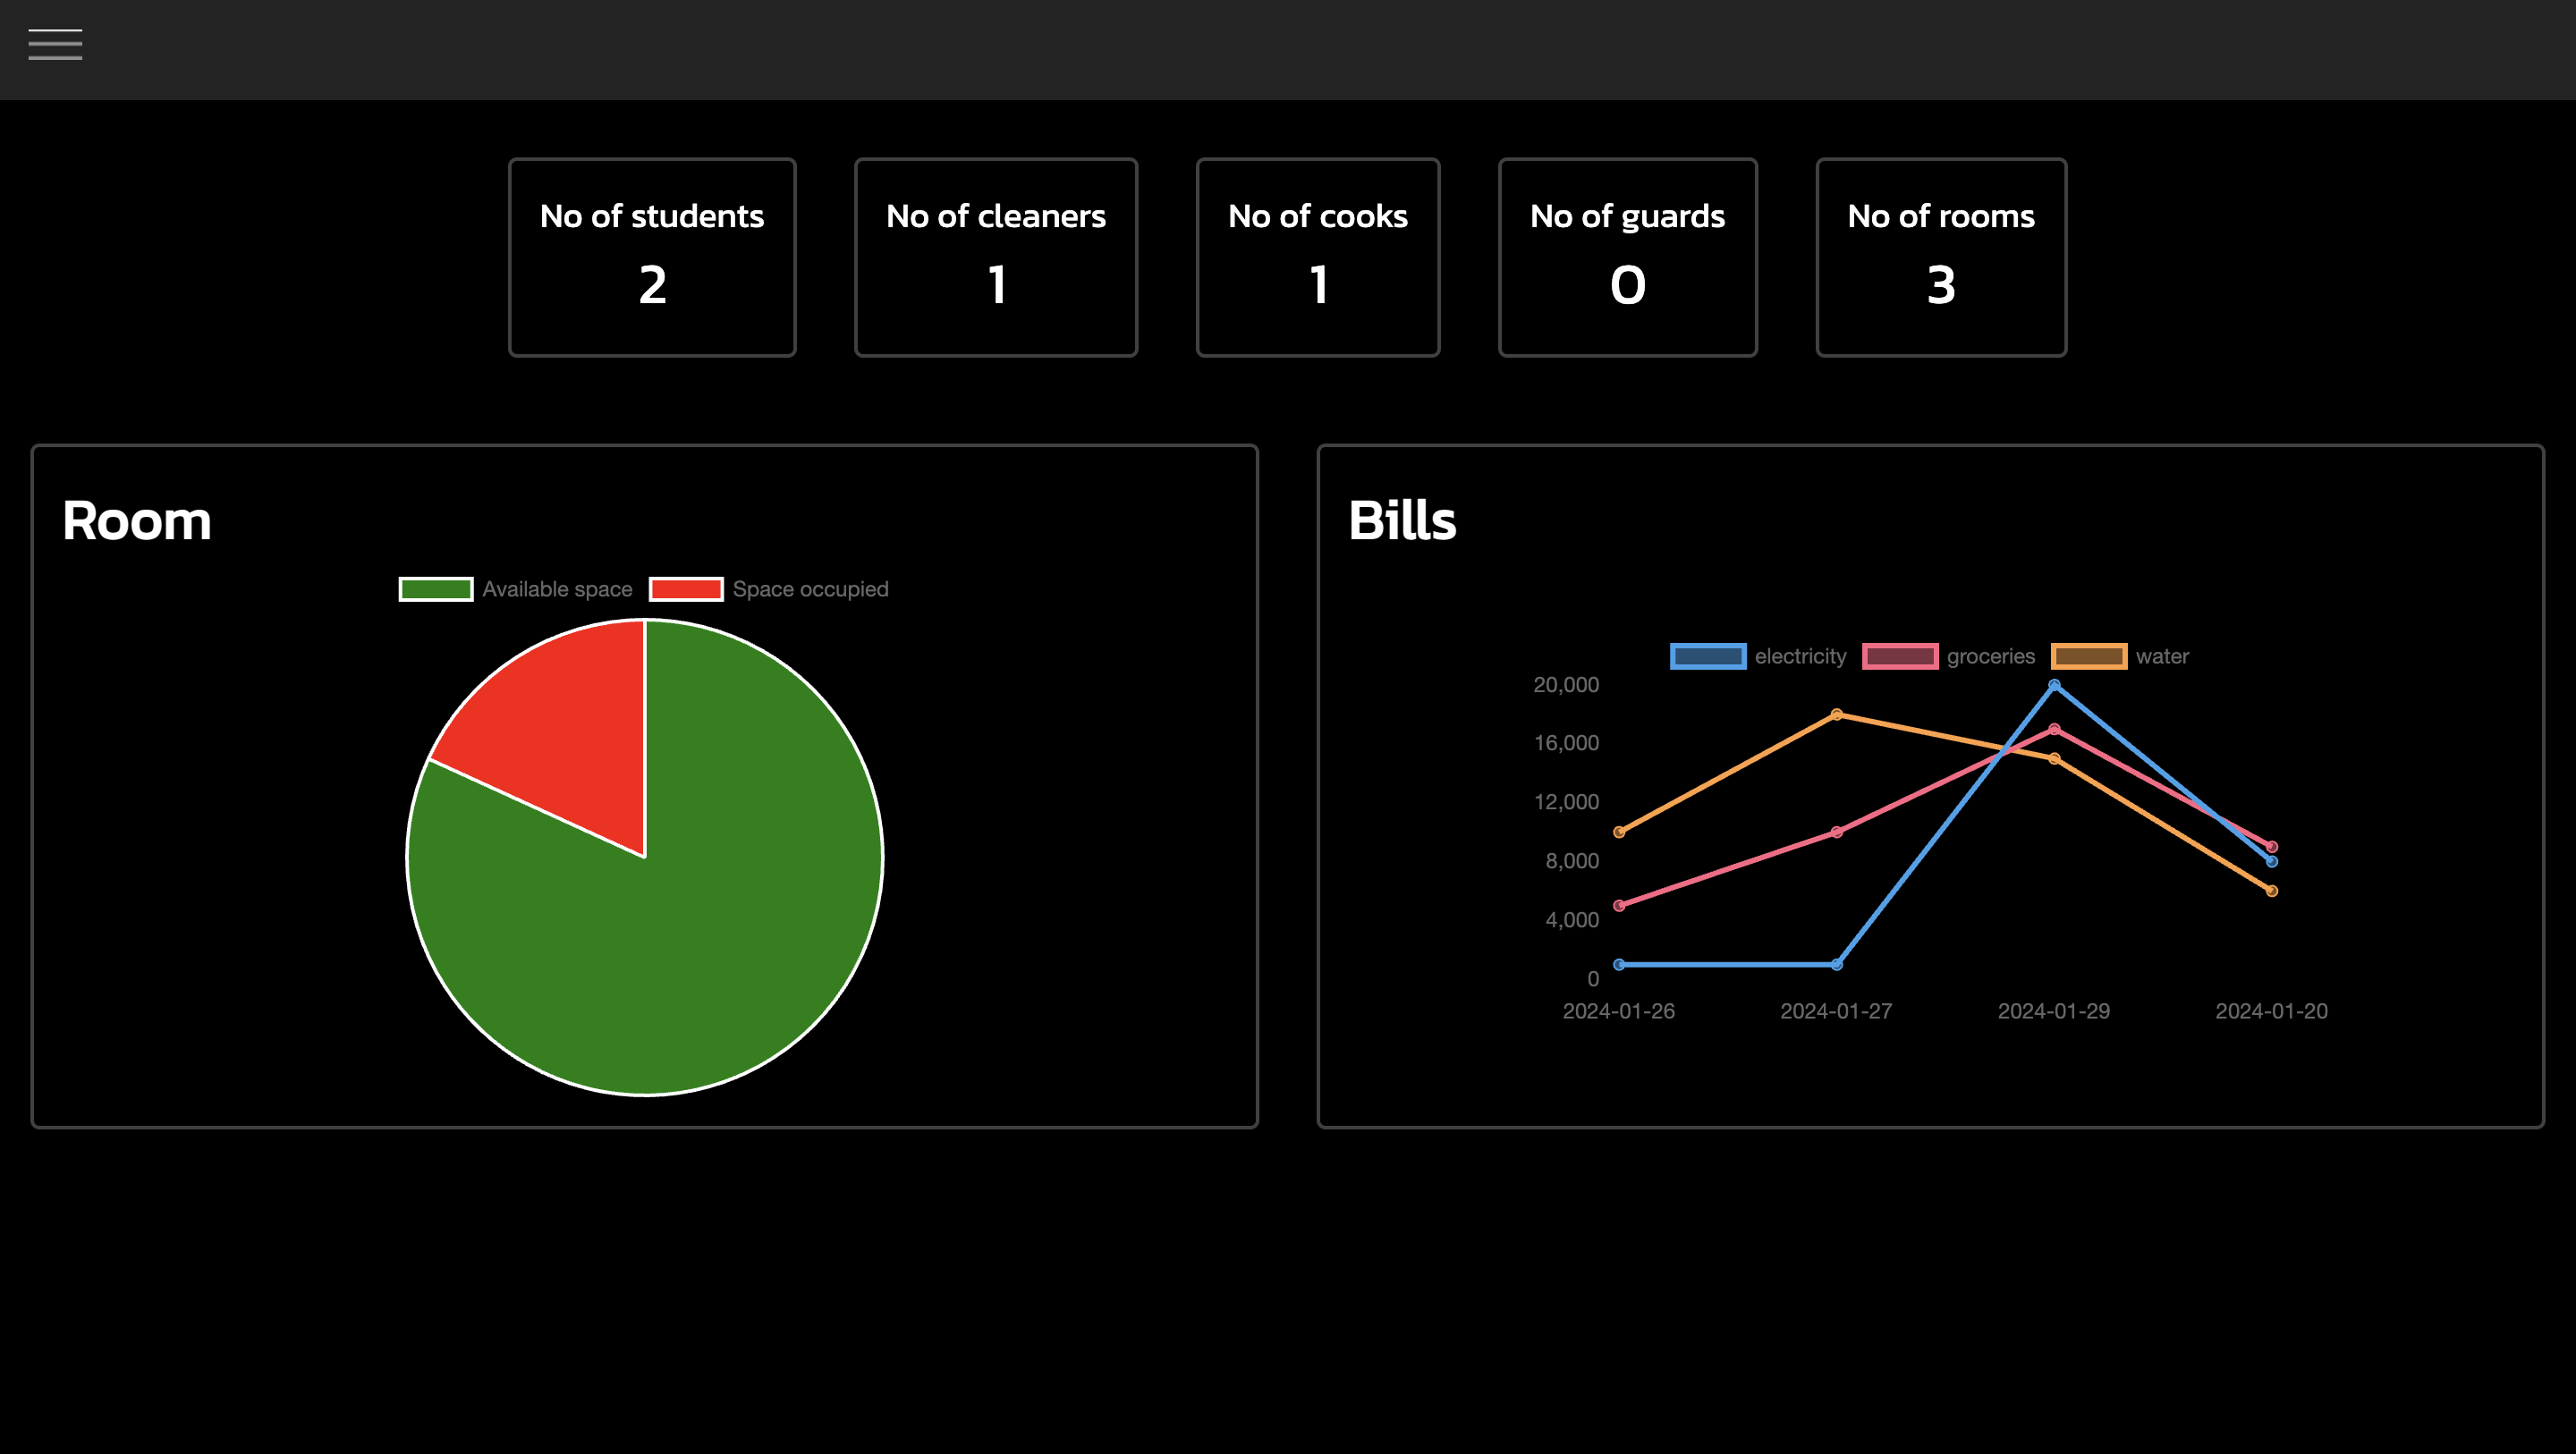 No of students
2
No of cleaners
1
No of cooks
1
No of guards
0
No of rooms
3
Room
Available space
Space occupied
Bills
electricity
groceries
water
20,000
16,000
12,000
8,000
4,000
0
2024-01-26
2024-01-27
2024-01-29
2024-01-20